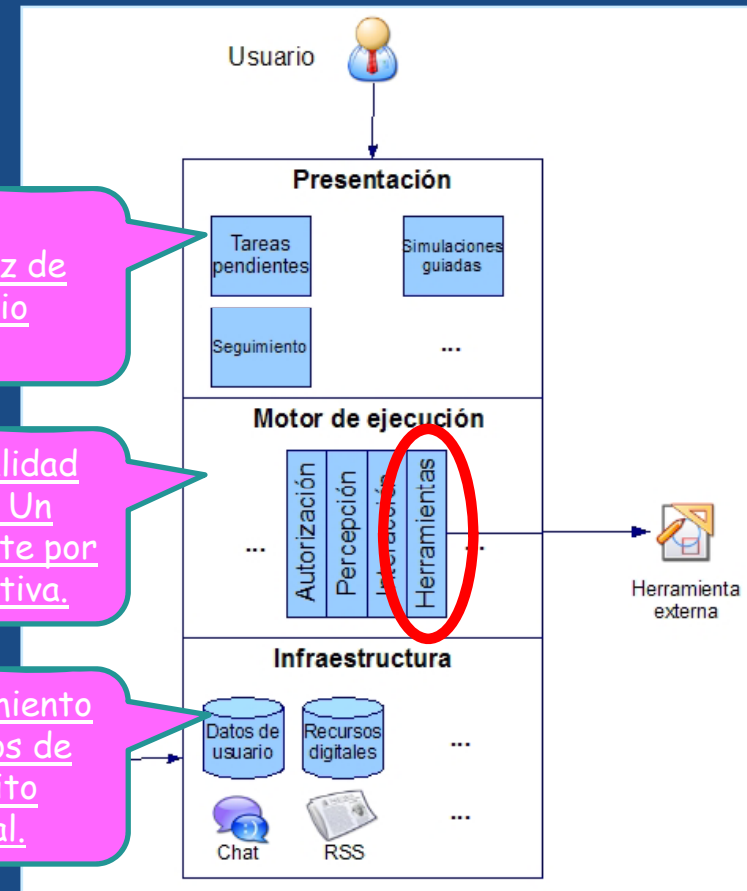 Usuario
Presentación
Tareas
pendientes
Simulaciones
guiadas
Seguimiento
...
z de
io
Motor de ejecución
...
Autorización
Percepción
Interacción
Herramientas
...
lidad
Un
te por
tiva.
Herramienta
externa
Infraestructura
Datos de
usuario
Recursos
digitales
...
miento
os de
ito
al.
Chat
RSS
...